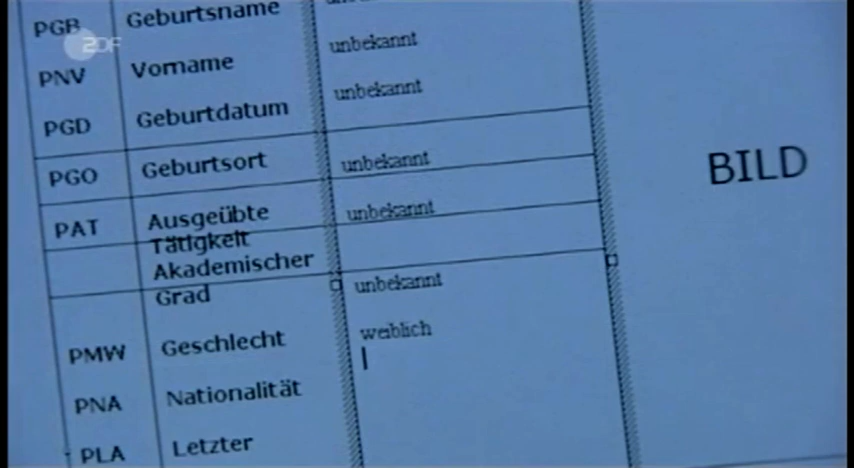 PGB Geburtsname
ZDF
unbekannt
PNV Vorname
unbekannt
PGD Geburtdatum
PGO Geburtsort unbekannt
PAT Ausgeübte unbekannt
Tätigkeit
Akademischer
Grad unbekannt
PMW Geschlecht weiblich
PNA Nationalität
PLA Letzter
BILD